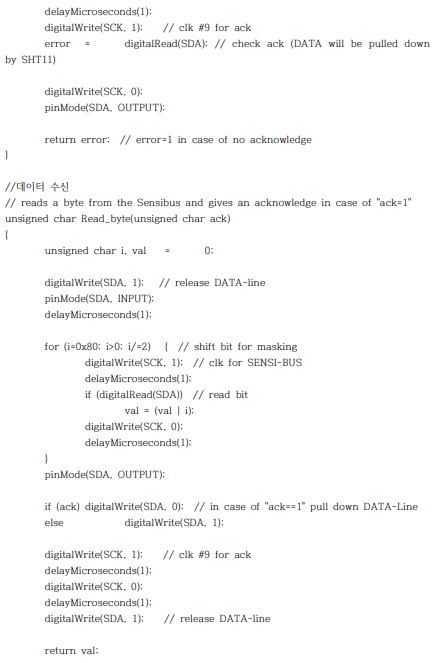 delayMicroseconds(1);
digitalWrite(SCK, 1);    // clk #9 for ack
error  =    digitalRead(SDA); // check ack (DATA will be pulled down
by SHT11)
digitalWrite(SCK, 0);
pinMode(SDA, OUTPUT);
return error;  // error=1 in case of no acknowledge
}
//데이터 수신
// reads a byte from the Sensibus and gives an acknowledge in case of "ack=1"
unsigned char Read_byte(unsigned char ack)
{
unsigned char i, val  =    0;
digitalWrite(SDA, 1);   // release DATA-line
pinMode(SDA, INPUT);
delayMicroseconds(1);
for (i=0x80; i>0; i/=2)  {  // shift bit for masking
digitalWrite(SCK, 1);  // clk for SENSI-BUS
delayMicroseconds(1);
if (digitalRead(SDA))  // read bit
val = (val | i);
digitalWrite(SCK, 0);
delayMicroseconds(1);
}
pinMode(SDA, OUTPUT);
if (ack) digitalWrite(SDA, 0);  // in case of "ack==1" pull down DATA-Line
else        digitalWrite(SDA, 1);
digitalWrite(SCK, 1);    // clk #9 for ack
delayMicroseconds(1);
digitalWrite(SCK, 0);
delayMicroseconds(1);
digitalWrite(SDA, 1);    // release DATA-line
return val;